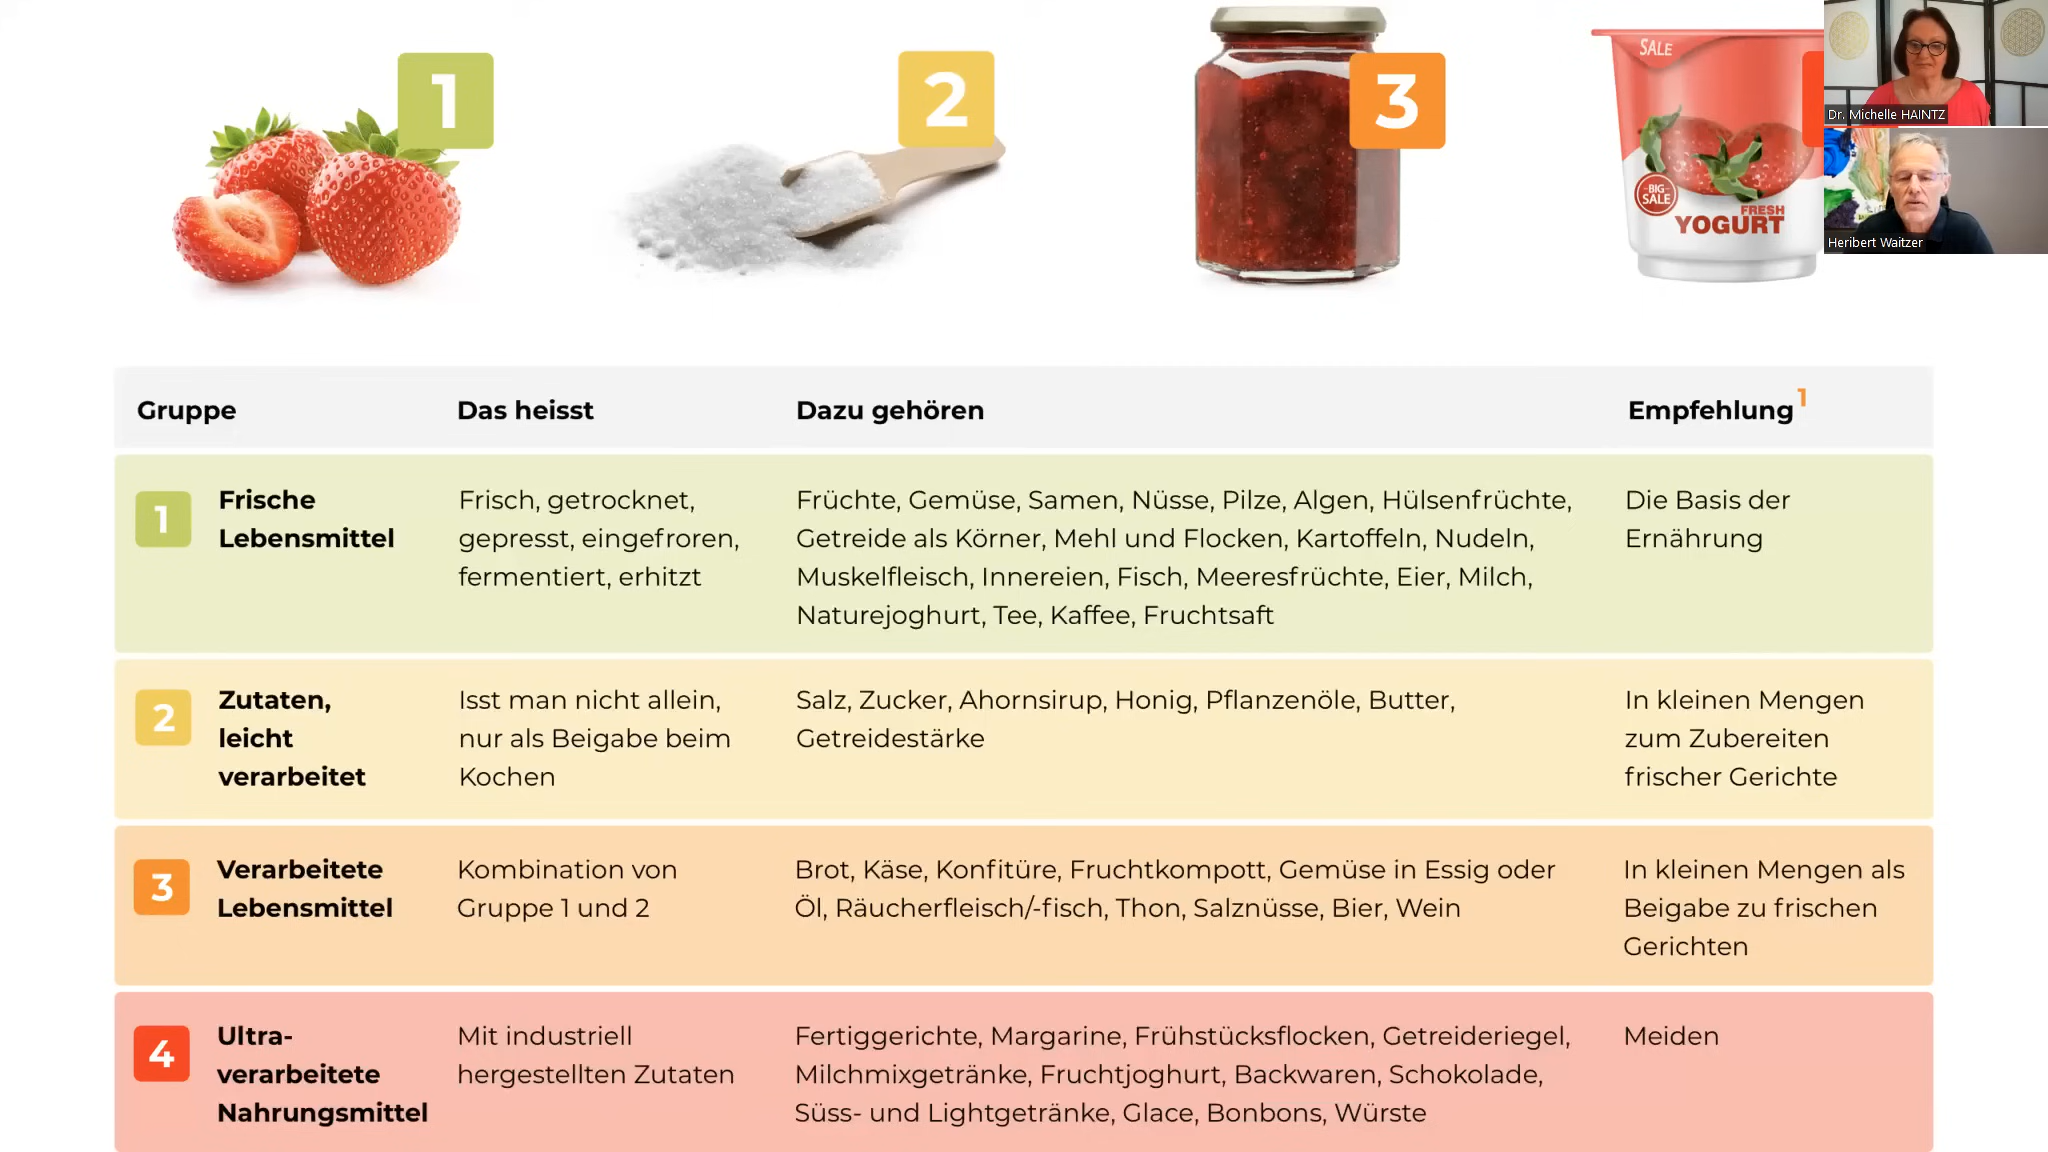 1
2
3
SALE
BIG
SALE
FRESH
YOGURT
Dr. Michelle HAINTZ
Heribert Waitzer
Gruppe
Das heisst
Dazu gehören
Empfehlung 1
1
Frische
Lebensmittel
Frisch, getrocknet,
gepresst, eingefroren,
fermentiert, erhitzt
Früchte, Gemüse, Samen, Nüsse, Pilze, Algen, Hülsenfrüchte,
Getreide als Körner, Mehl und Flocken, Kartoffeln, Nudeln,
Muskelfleisch, Innereien, Fisch, Meeresfrüchte, Eier, Milch,
Naturejoghurt, Tee, Kaffee, Fruchtsaft
Die Basis der
Ernährung
2
Zutaten,
leicht
verarbeitet
Isst man nicht allein,
nur als Beigabe beim
Kochen
Salz, Zucker, Ahornsirup, Honig, Pflanzenöle, Butter,
Getreidestärke
In kleinen Mengen
zum Zubereiten
frischer Gerichte
3
Verarbeitete
Lebensmittel
Kombination von
Gruppe 1 und 2
Brot, Käse, Konfitüre, Fruchtkompott, Gemüse in Essig oder
Öl, Räucherfleisch/-fisch, Thon, Salznüsse, Bier, Wein
In kleinen Mengen als
Beigabe zu frischen
Gerichten
4
Ultra-
verarbeitete
Nahrungsmittel
Mit industriell
hergestellten Zutaten
Fertiggerichte, Margarine, Frühstücksflocken, Getreideriegel,
Milchmixgetränke, Fruchtjoghurt, Backwaren, Schokolade,
Süss- und Lightgetränke, Glace, Bonbons, Würste
Meiden